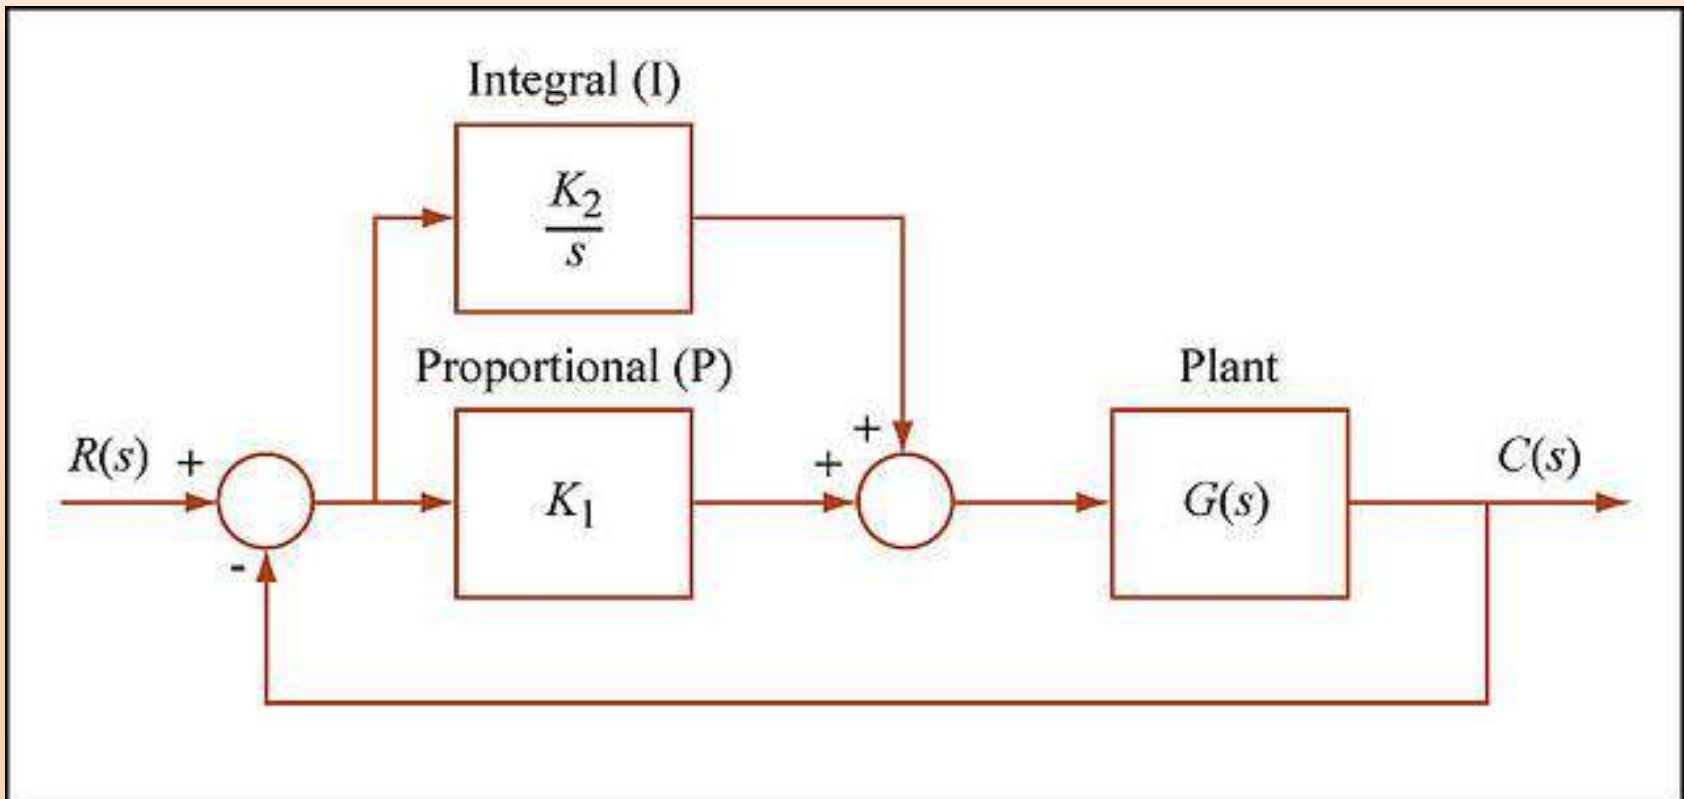 Integral (I)
K₂
s
Proportional (P)
Plant
R(s)
+
K₁
+
+
G(s)
C(s)
-